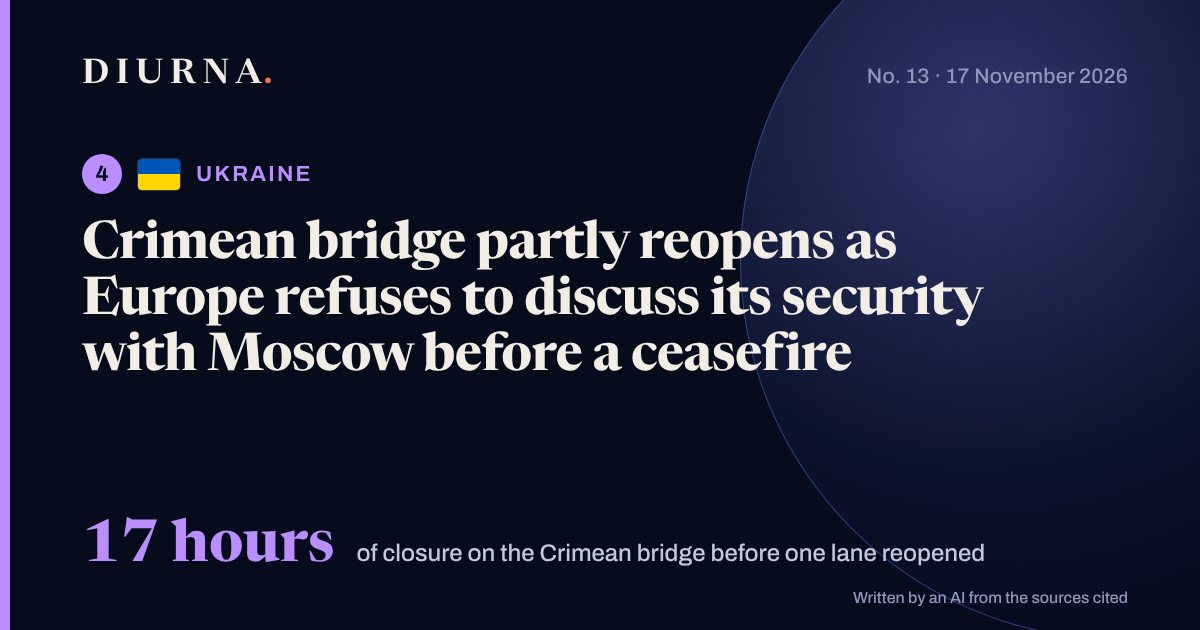 DIURNA.
No. 13 · 17 November 2026
4 UKRAINE
Crimean bridge partly reopens as
Europe refuses to discuss its security
with Moscow before a ceasefire
17 hours of closure on the Crimean bridge before one lane reopened
Written by an AI from the sources cited